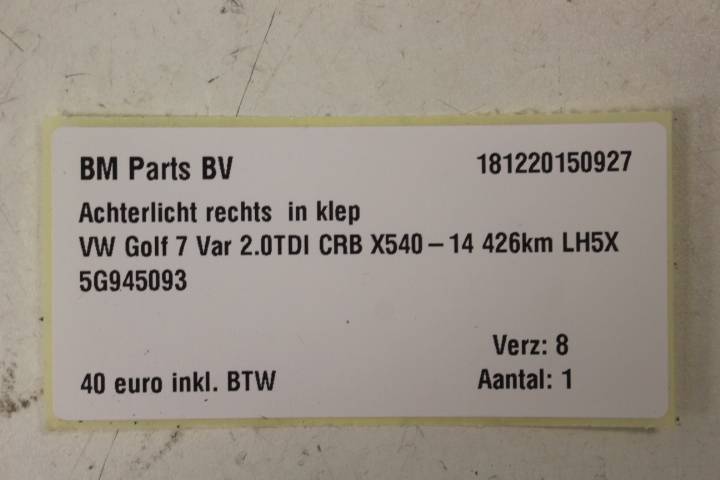 BM Parts BV 181220150927
Achterlicht rechts in klep
VW Golf 7 Var 2.0TDI CRB X540-14 426km LH5X
5G945093
Verz: 8
40 euro inkl. BTW Aantal: 1